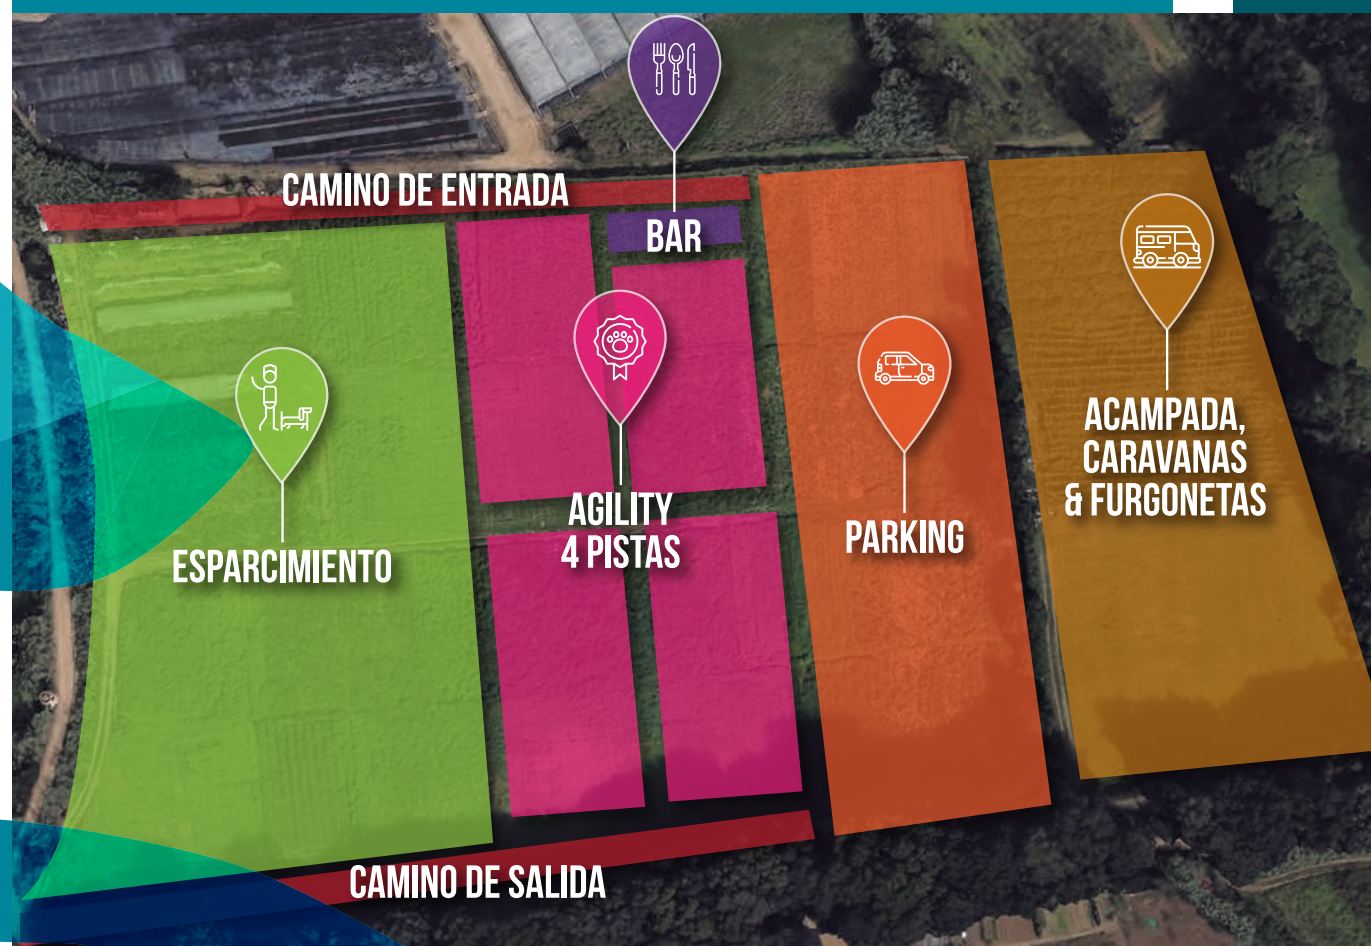 CAMINO DE ENTRADA
BAR
AGILITY
4 PISTAS
ESPARCIMIENTO
PARKING
ACAMPADA,
CARAVANAS
& FURGONETAS
CAMINO DE SALIDA